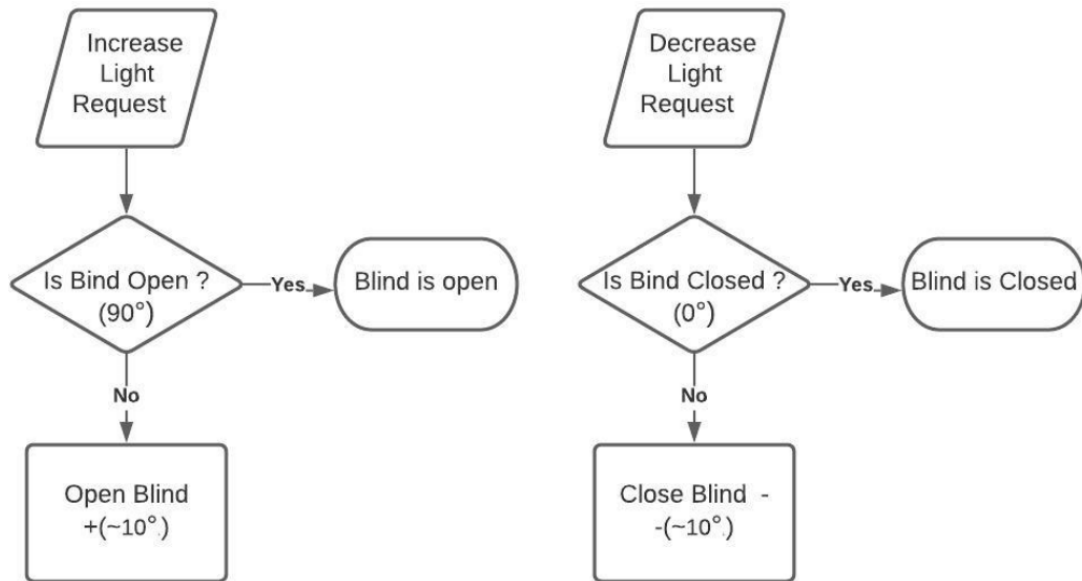 Increase
Light
Request
Is Bind Open ?
(90°)
Yes
Blind is open
No
Open Blind
+(~10°.)
Decrease
Light
Request
Is Bind Closed ?
(0°)
Yes
Blind is Closed
No
Close Blind -
-(~10°.)